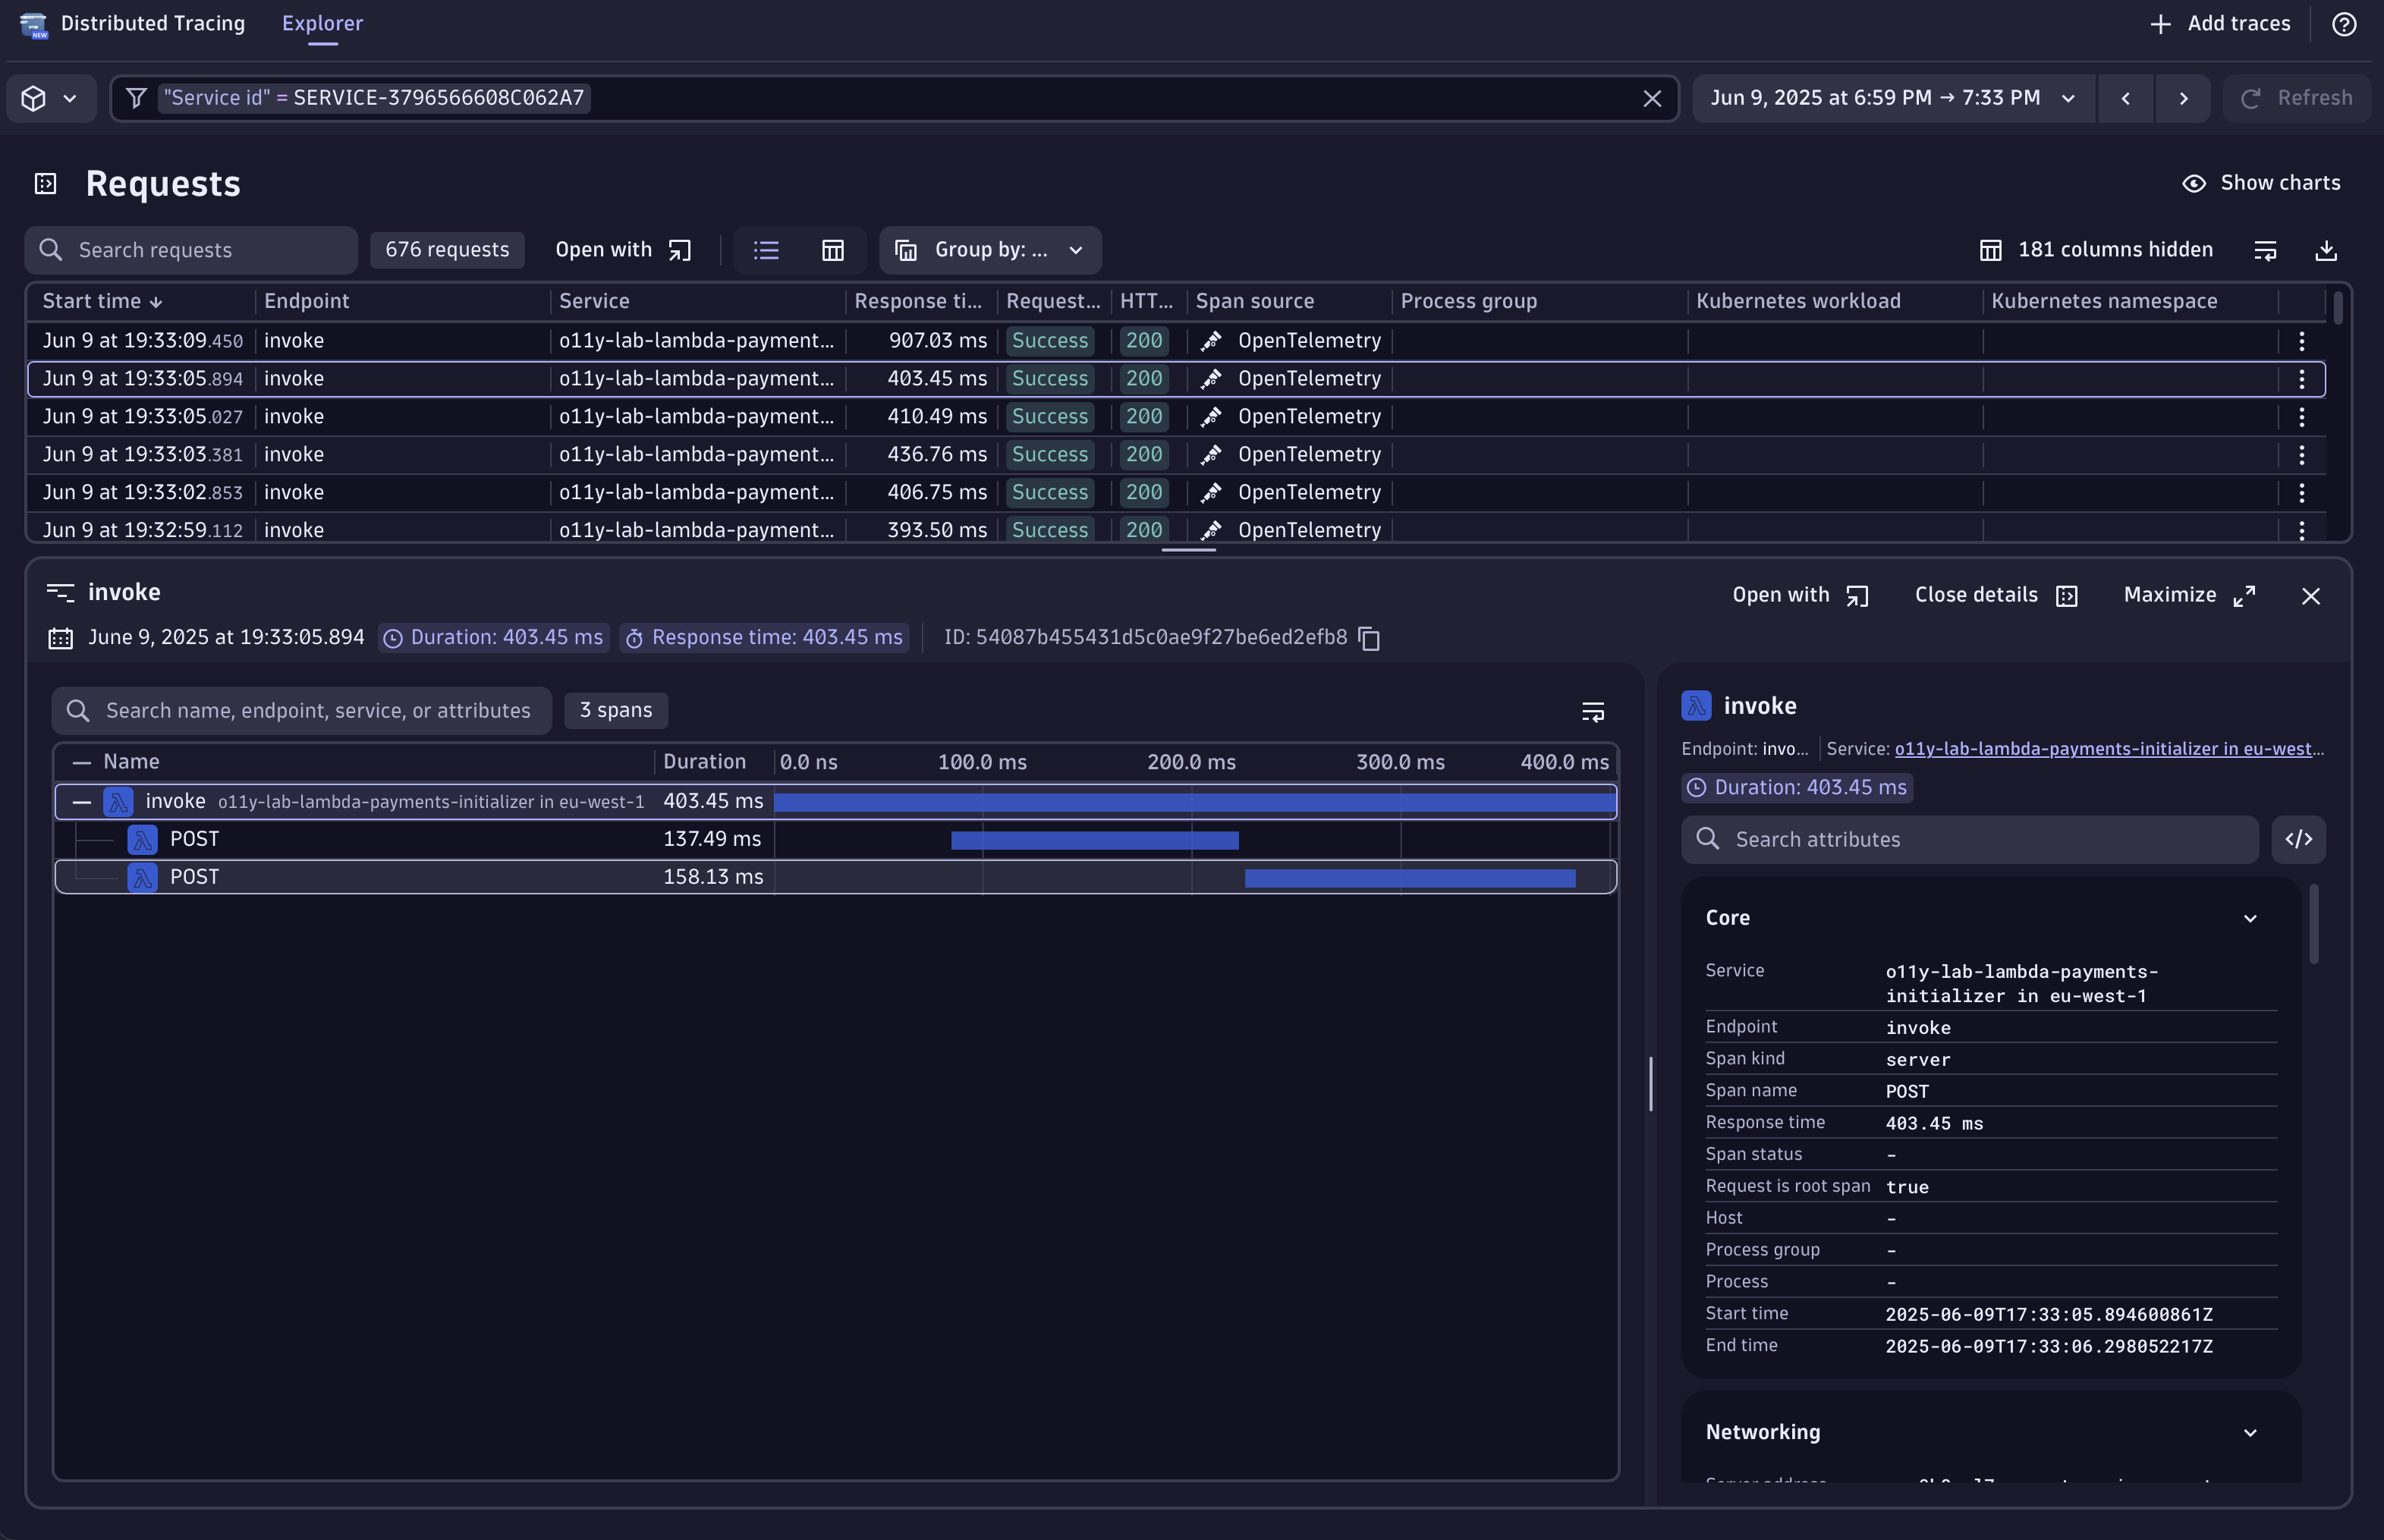 Distributed Tracing Explorer Add traces
NEW
"Service id" = SERVICE-3796566608C062A7 Jun 9, 2025 at 6:59 PM → 7:33 PM Refresh
Requests Show charts
Search requests 676 requests Open with Group by: ... 181 columns hidden
Start time Endpoint Service Response ti... Request... HTT... Span source Process group Kubernetes workload Kubernetes namespace
Jun 9 at 19:33:09.450 invoke o11y-lab-lambda-payment... 907.03 ms Success 200 OpenTelemetry
Jun 9 at 19:33:05.894 invoke o11y-lab-lambda-payment... 403.45 ms Success 200 OpenTelemetry
Jun 9 at 19:33:05.027 invoke o11y-lab-lambda-payment... 410.49 ms Success 200 OpenTelemetry
Jun 9 at 19:33:03.381 invoke o11y-lab-lambda-payment... 436.76 ms Success 200 OpenTelemetry
Jun 9 at 19:33:02.853 invoke o11y-lab-lambda-payment... 406.75 ms Success 200 OpenTelemetry
Jun 9 at 19:32:59.112 invoke o11y-lab-lambda-payment... 393.50 ms Success 200 OpenTelemetry
invoke Open with Close details Maximize
June 9, 2025 at 19:33:05.894 Duration: 403.45 ms Response time: 403.45 ms ID: 54087b455431d5c0ae9f27be6ed2efb8
Search name, endpoint, service, or attributes 3 spans
Name Duration 0.0 ns 100.0 ms 200.0 ms 300.0 ms 400.0 ms
invoke o11y-lab-lambda-payments-initializer in eu-west-1 403.45 ms
POST 137.49 ms
POST 158.13 ms
invoke
Endpoint: invo... Service: o11y-lab-lambda-payments-initializer in eu-west...
Duration: 403.45 ms
Search attributes
Core
Service o11y-lab-lambda-payments-
initializer in eu-west-1
Endpoint invoke
Span kind server
Span name POST
Response time 403.45 ms
Span status -
Request is root span true
Host -
Process group -
Process -
Start time 2025-06-09T17:33:05.894600861Z
End time 2025-06-09T17:33:06.298052217Z
Networking
Server address